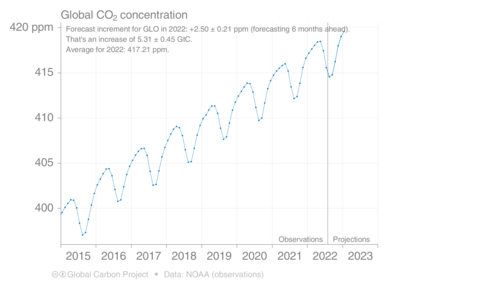 Global CO₂ concentration
420 ppm
Forecast increment for GLO in 2022: +2.50 ± 0.21 ppm (forecasting 6 months ahead).
That's an increase of 5.31 ± 0.45 GtC.
Average for 2022: 417.21 ppm.
415
410
405
400
Observations Projections
2015 2016 2017 2018 2019 2020 2021 2022 2023
Global Carbon Project • Data: NOAA (observations)